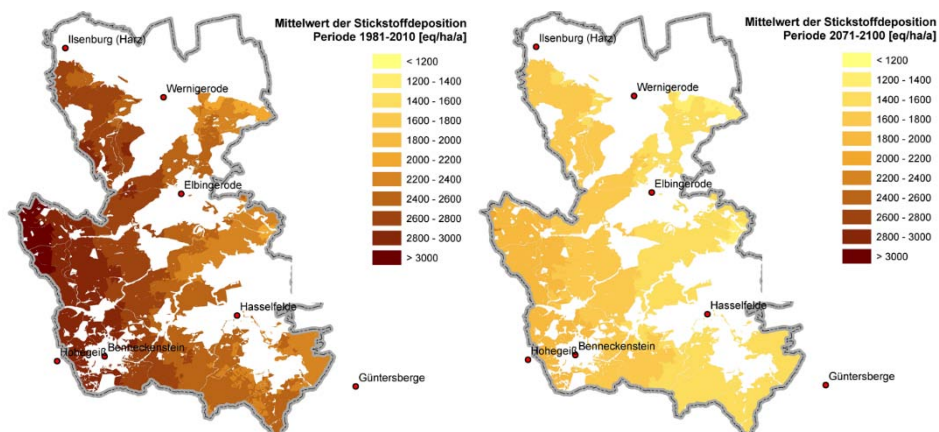 Mittelwert der Stickstoffdeposition
Periode 1981-2010 [eq/ha/a]
< 1200
1200 - 1400
1400 - 1600
1600 - 1800
1800 - 2000
2000 - 2200
2200 - 2400
2400 - 2600
2600 - 2800
2800 - 3000
> 3000
Ilsenburg (Harz)
Wernigerode
Elbingerode
Hasselfelde
Hohegeiß
Benneckenstein
Güntersberge
Mittelwert der Stickstoffdeposition
Periode 2071-2100 [eq/ha/a]
< 1200
1200 - 1400
1400 - 1600
1600 - 1800
1800 - 2000
2000 - 2200
2200 - 2400
2400 - 2600
2600 - 2800
2800 - 3000
> 3000
Ilsenburg (Harz)
Wernigerode
Elbingerode
Hasselfelde
Hohegeiß
Benneckenstein
Güntersberge